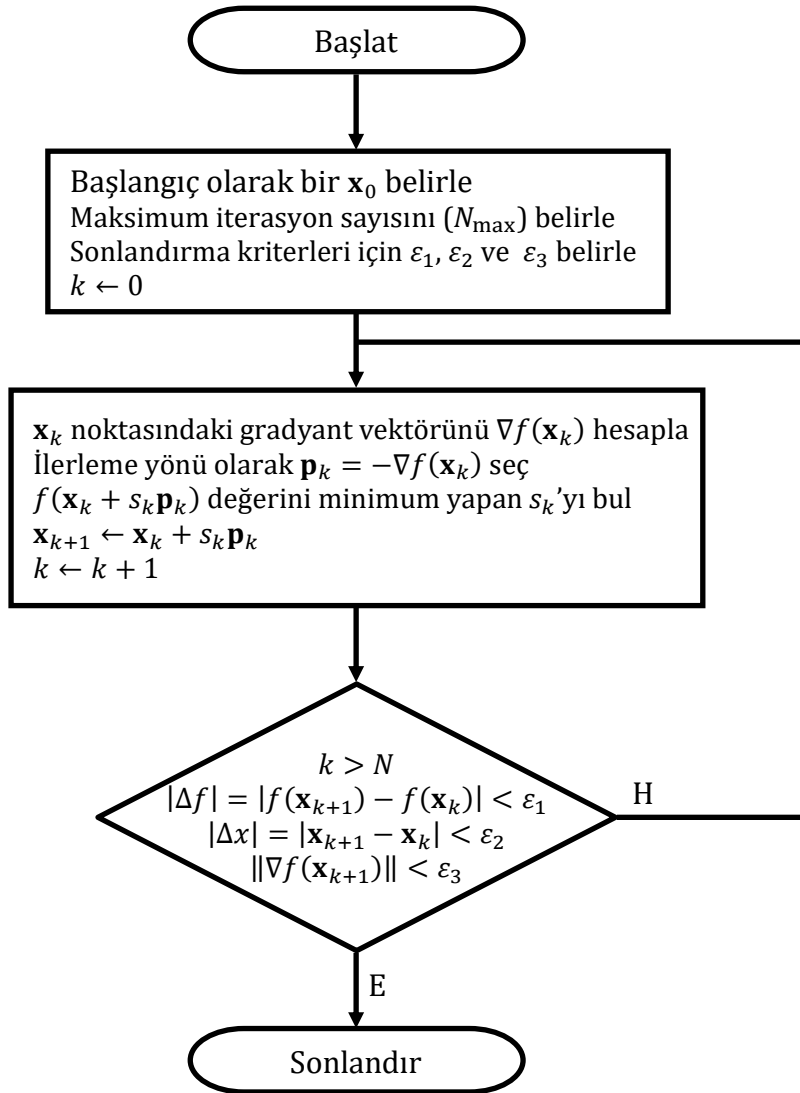 Başlat
Başlangıç olarak bir 𝐱₀ belirle
Maksimum iterasyon sayısını (N_max) belirle
Sonlandırma kriterleri için ε₁, ε₂ ve ε₃ belirle
k ← 0
𝐱ₖ noktasındaki gradyant vektörünü ∇f(𝐱ₖ) hesapla
İlerleme yönü olarak 𝐩ₖ = −∇f(𝐱ₖ) seç
f(𝐱ₖ + sₖ𝐩ₖ) değerini minimum yapan sₖ’yı bul
𝐱ₖ₊₁ ← 𝐱ₖ + sₖ𝐩ₖ
k ← k + 1
k > N
|Δf| = |f(𝐱ₖ₊₁) − f(𝐱ₖ)| < ε₁
|Δx| = |𝐱ₖ₊₁ − 𝐱ₖ| < ε₂
‖∇f(𝐱ₖ₊₁)‖ < ε₃
H
E
Sonlandır